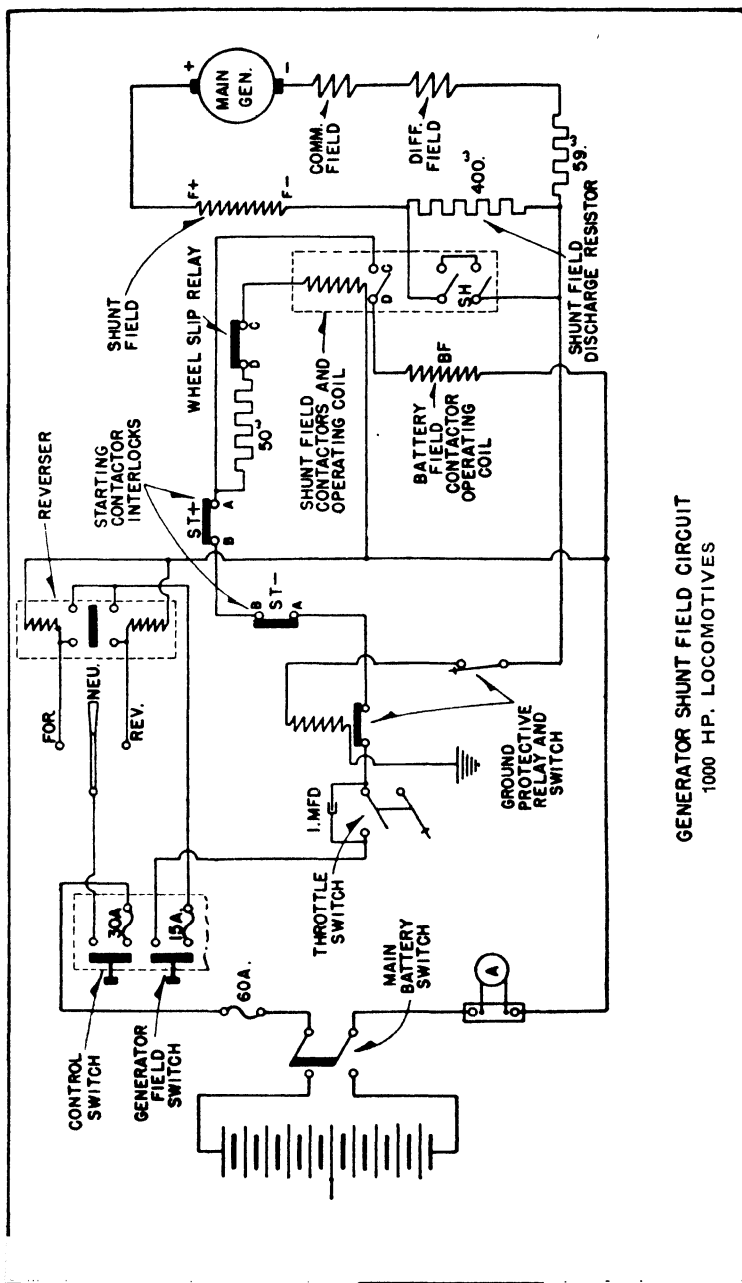 CONTROL
SWITCH
GENERATOR
FIELD
SWITCH
30A
15A
60A.
MAIN
BATTERY
SWITCH
A
THROTTLE
SWITCH
1.MFD
GROUND
PROTECTIVE
RELAY AND
SWITCH
+
FOR.
NEU.
REV.
REVERSER
STARTING
CONTACTOR
INTERLOCKS
ST+
B
A
ST-
B
A
50ω
WHEEL SLIP RELAY
D
C
SHUNT FIELD
CONTACTORS AND
OPERATING COIL
D
C
SH
BATTERY
FIELD
CONTACTOR
OPERATING
COIL
BF
SHUNT
FIELD
F+
F-
+
MAIN
GEN.
-
COMM.
FIELD
DIFF.
FIELD
400.ω
59.ω
SHUNT FIELD
DISCHARGE RESISTOR
GENERATOR SHUNT FIELD CIRCUIT
1000 HP. LOCOMOTIVES